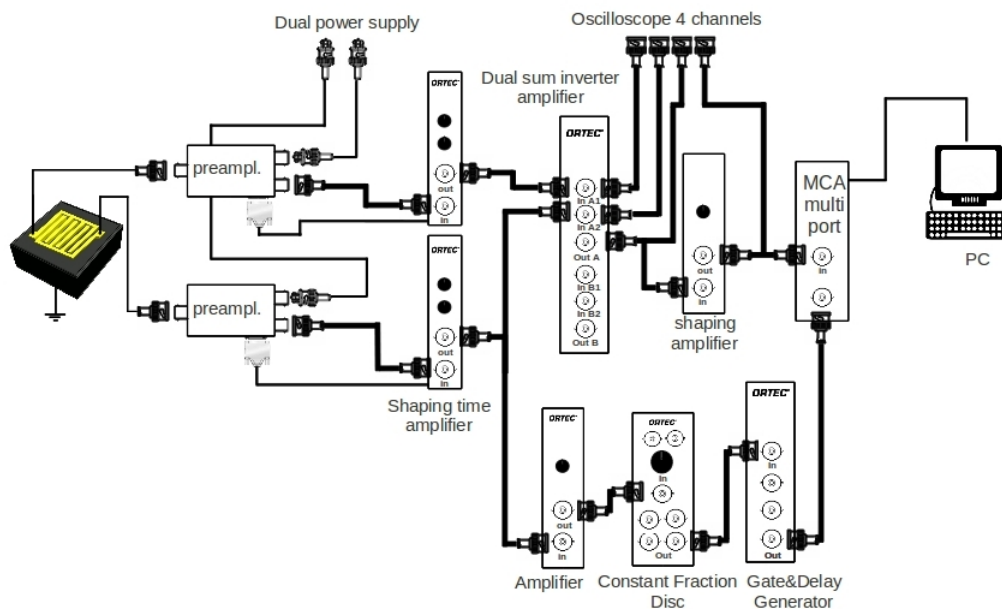 Dual power supply
Oscilloscope 4 channels
Dual sum inverter
amplifier
ORTEC
out
in
preampl.
ORTEC
In A1
In A2
Out A
In B1
In B2
Out B
out
in
shaping
amplifier
MCA
multi
port
in
PC
preampl.
ORTEC
out
in
Shaping time
amplifier
ORTEC
out
in
Amplifier
ORTEC
In
Out
Constant Fraction
Disc
ORTEC
In
Out
Gate&Delay
Generator